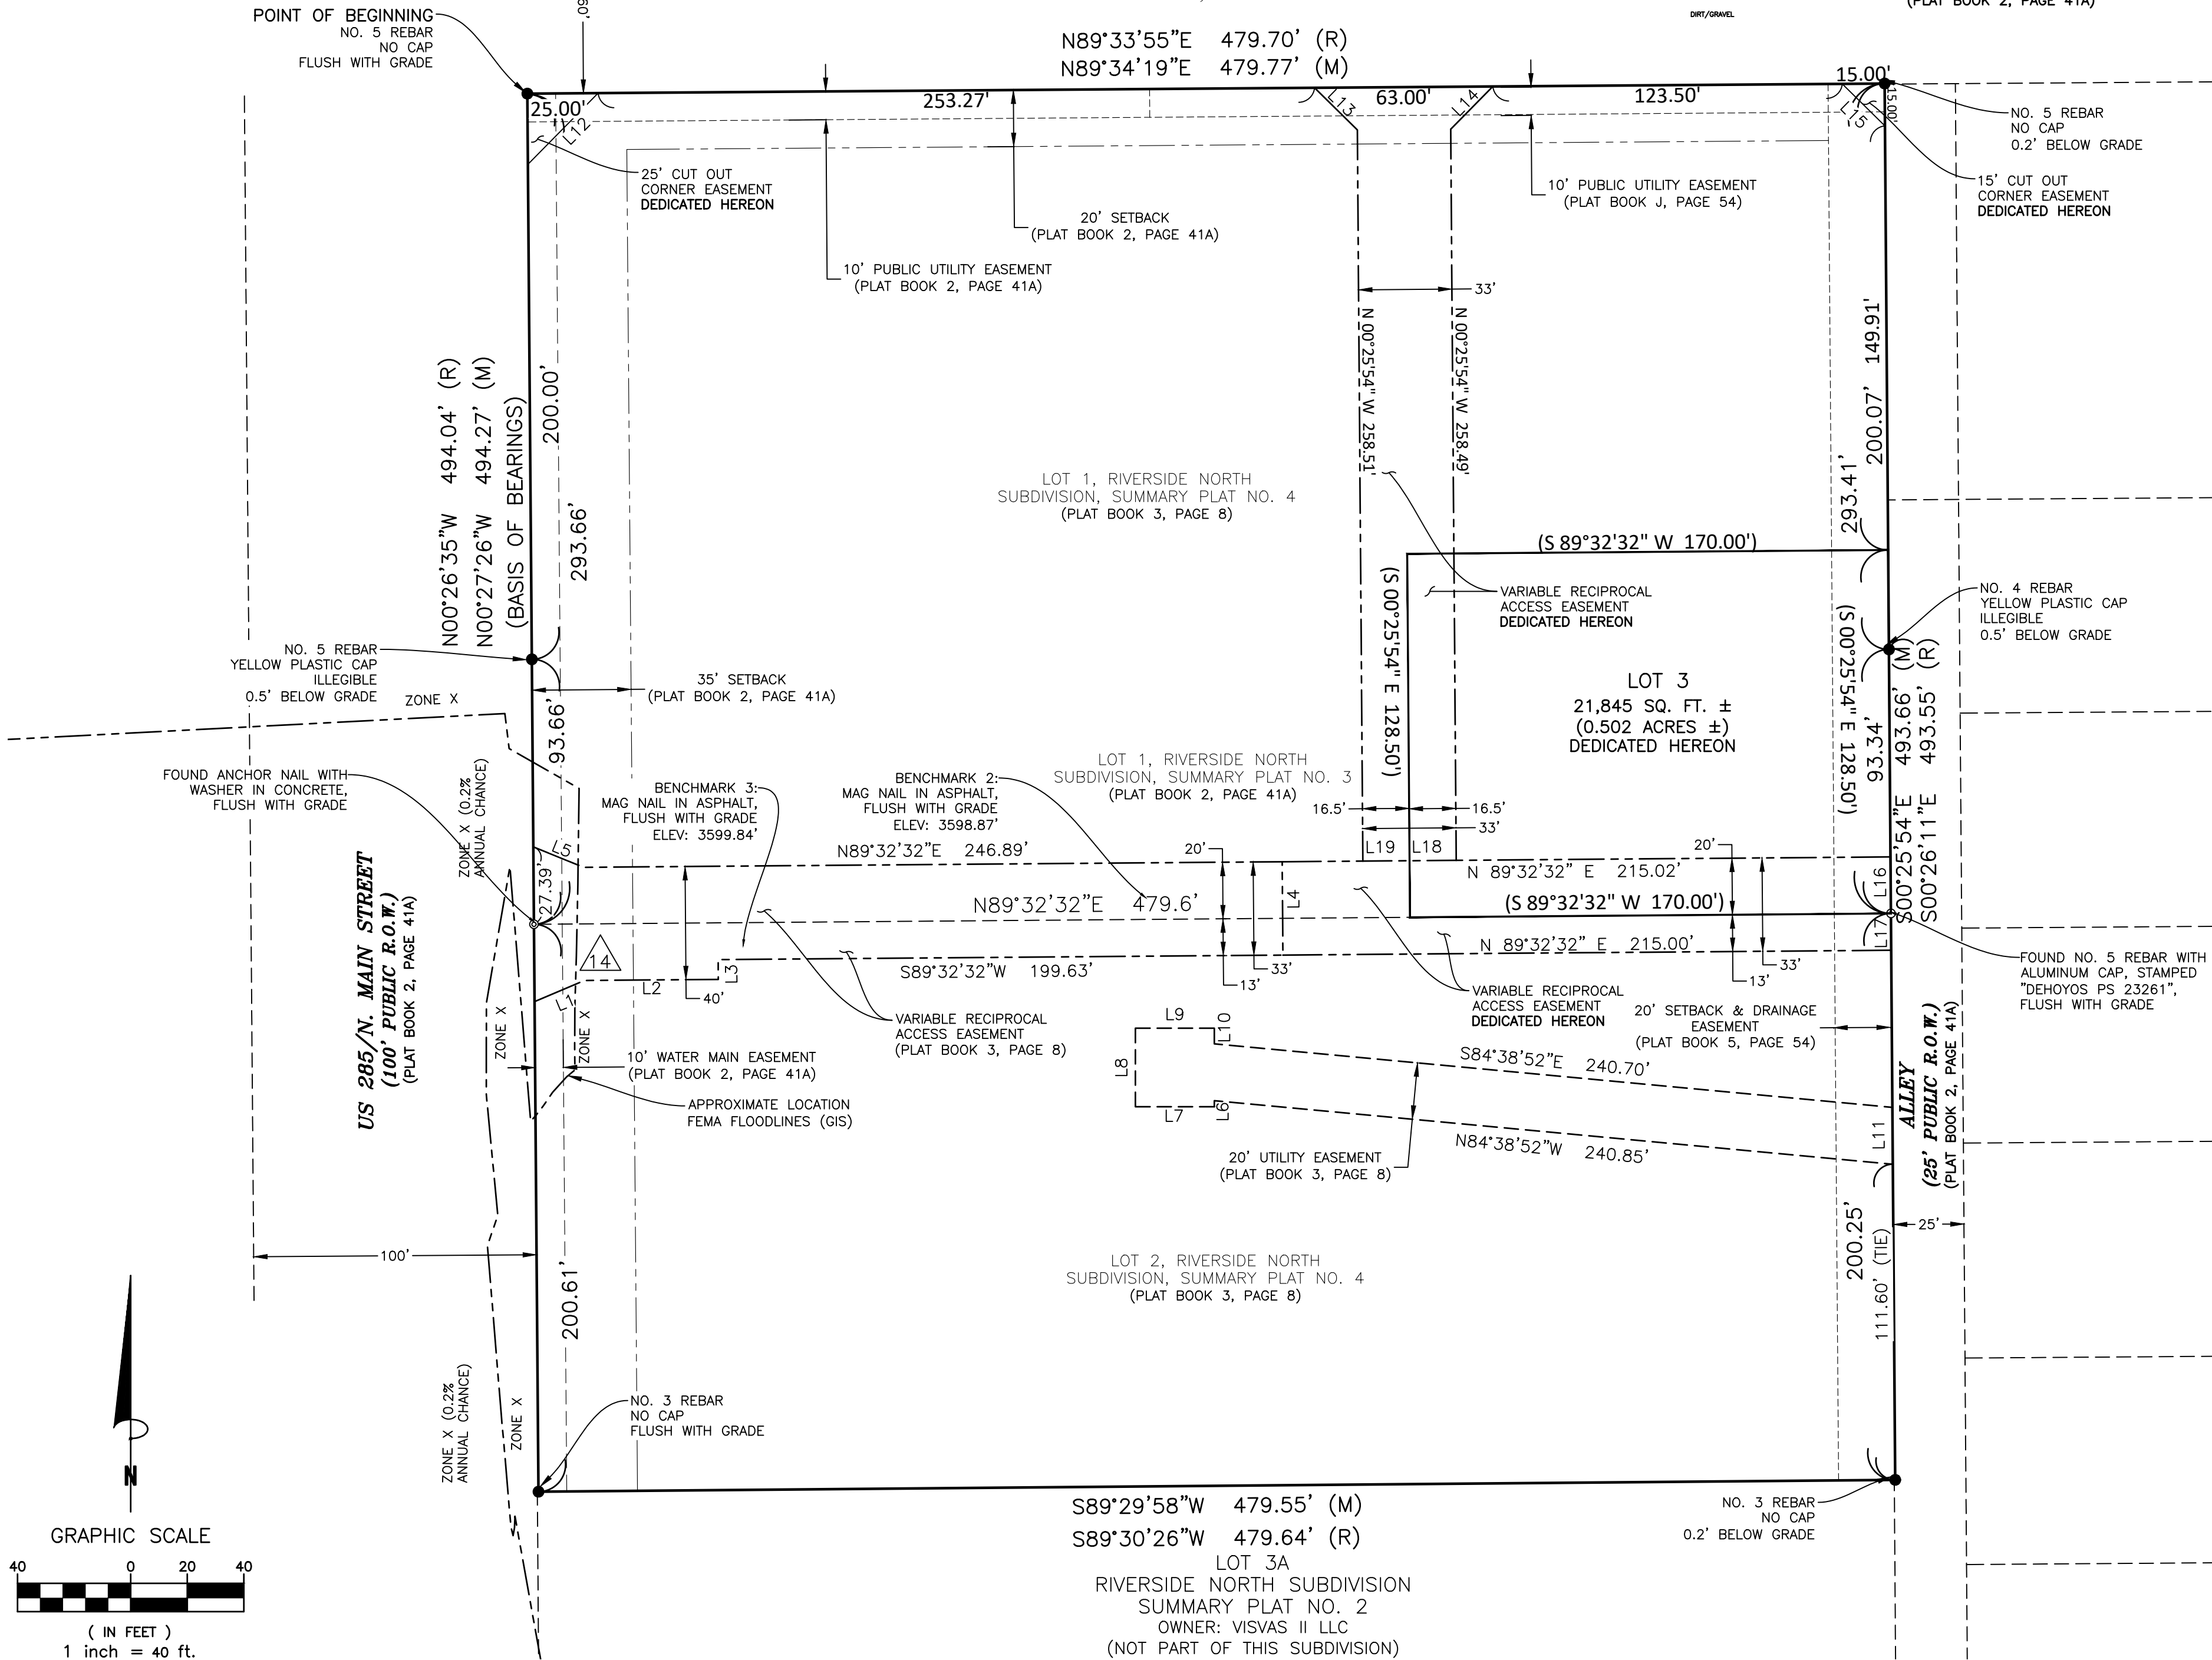 (PLAT BOOK 2, PAGE 41A)
DIRT/GRAVEL
POINT OF BEGINNING
NO. 5 REBAR
NO CAP
FLUSH WITH GRADE
N89°33'55"E 479.70' (R)
N89°34'19"E 479.77' (M)
25.00'
253.27'
63.00'
123.50'
15.00'
15.00'
L12
L13
L14
L15
NO. 5 REBAR
NO CAP
0.2' BELOW GRADE
25' CUT OUT
CORNER EASEMENT
DEDICATED HEREON
20' SETBACK
(PLAT BOOK 2, PAGE 41A)
10' PUBLIC UTILITY EASEMENT
(PLAT BOOK 2, PAGE 41A)
10' PUBLIC UTILITY EASEMENT
(PLAT BOOK J, PAGE 54)
15' CUT OUT
CORNER EASEMENT
DEDICATED HEREON
33'
N 00°25'54" W 258.51'
N 00°25'54" W 258.49'
N00°26'35"W 494.04' (R)
N00°27'26"W 494.27' (M)
(BASIS OF BEARINGS)
200.00'
293.66'
149.91'
200.07'
293.41'
LOT 1, RIVERSIDE NORTH
SUBDIVISION, SUMMARY PLAT NO. 4
(PLAT BOOK 3, PAGE 8)
(S 89°32'32" W 170.00')
VARIABLE RECIPROCAL
ACCESS EASEMENT
DEDICATED HEREON
NO. 4 REBAR
YELLOW PLASTIC CAP
ILLEGIBLE
0.5' BELOW GRADE
NO. 5 REBAR
YELLOW PLASTIC CAP
ILLEGIBLE
0.5' BELOW GRADE
ZONE X
35' SETBACK
(PLAT BOOK 2, PAGE 41A)
(S 00°25'54" E 128.50')
LOT 3
21,845 SQ. FT. ±
(0.502 ACRES ±)
DEDICATED HEREON
(S 00°25'54" E 128.50')
93.34'
S00°25'54"E 493.66' (M)
S00°26'11"E 493.55' (R)
93.66'
FOUND ANCHOR NAIL WITH
WASHER IN CONCRETE,
FLUSH WITH GRADE
ZONE X (0.2%
ANNUAL CHANCE)
BENCHMARK 3:
MAG NAIL IN ASPHALT,
FLUSH WITH GRADE
ELEV: 3599.84'
BENCHMARK 2:
MAG NAIL IN ASPHALT,
FLUSH WITH GRADE
ELEV: 3598.87'
LOT 1, RIVERSIDE NORTH
SUBDIVISION, SUMMARY PLAT NO. 3
(PLAT BOOK 2, PAGE 41A)
16.5'
16.5'
33'
L5
N89°32'32"E 246.89'
20'
L19
L18
20'
N 89°32'32" E 215.02'
L16
27.39'
N89°32'32"E 479.6'
L4
(S 89°32'32" W 170.00')
L17
14
L3
S89°32'32"W 199.63'
N 89°32'32" E 215.00'
L2
40'
33'
13'
33'
13'
L1
US 285/N. MAIN STREET
(100' PUBLIC R.O.W.)
(PLAT BOOK 2, PAGE 41A)
ZONE X
ZONE X
VARIABLE RECIPROCAL
ACCESS EASEMENT
(PLAT BOOK 3, PAGE 8)
VARIABLE RECIPROCAL
ACCESS EASEMENT
DEDICATED HEREON
20' SETBACK & DRAINAGE
EASEMENT
(PLAT BOOK 5, PAGE 54)
FOUND NO. 5 REBAR WITH
ALUMINUM CAP, STAMPED
"DEHOYOS PS 23261",
FLUSH WITH GRADE
10' WATER MAIN EASEMENT
(PLAT BOOK 2, PAGE 41A)
APPROXIMATE LOCATION
FEMA FLOODLINES (GIS)
L9
L10
L8
L7
L6
S84°38'52"E 240.70'
N84°38'52"W 240.85'
L11
20' UTILITY EASEMENT
(PLAT BOOK 3, PAGE 8)
ALLEY
(25' PUBLIC R.O.W.)
(PLAT BOOK 2, PAGE 41A)
25'
100'
200.61'
200.25'
111.60' (TIE)
LOT 2, RIVERSIDE NORTH
SUBDIVISION, SUMMARY PLAT NO. 4
(PLAT BOOK 3, PAGE 8)
ZONE X (0.2%
ANNUAL CHANCE)
ZONE X
NO. 3 REBAR
NO CAP
FLUSH WITH GRADE
NO. 3 REBAR
NO CAP
0.2' BELOW GRADE
S89°29'58"W 479.55' (M)
S89°30'26"W 479.64' (R)
LOT 3A
RIVERSIDE NORTH SUBDIVISION
SUMMARY PLAT NO. 2
OWNER: VISVAS II LLC
(NOT PART OF THIS SUBDIVISION)
N
GRAPHIC SCALE
40 0 20 40
( IN FEET )
1 inch = 40 ft.